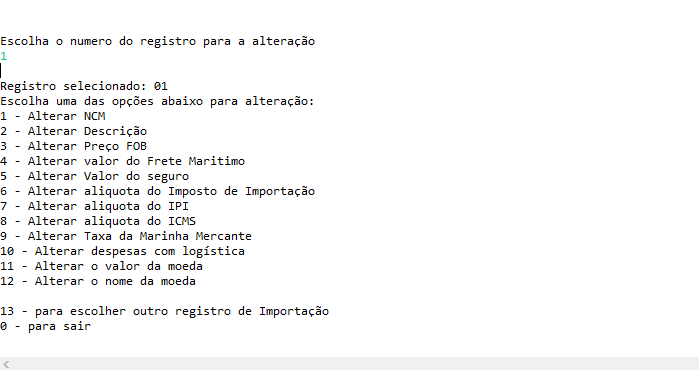 Escolha o numero do registro para a alteração
1
Registro selecionado: 01
Escolha uma das opções abaixo para alteração:
1 - Alterar NCM
2 - Alterar Descrição
3 - Alterar Preço FOB
4 - Alterar valor do Frete Maritimo
5 - Alterar Valor do seguro
6 - Alterar aliquota do Imposto de Importação
7 - Alterar aliquota do IPI
8 - Alterar aliquota do ICMS
9 - Alterar Taxa da Marinha Mercante
10 - Alterar despesas com logística
11 - Alterar o valor da moeda
12 - Alterar o nome da moeda
13 - para escolher outro registro de Importação
0 - para sair